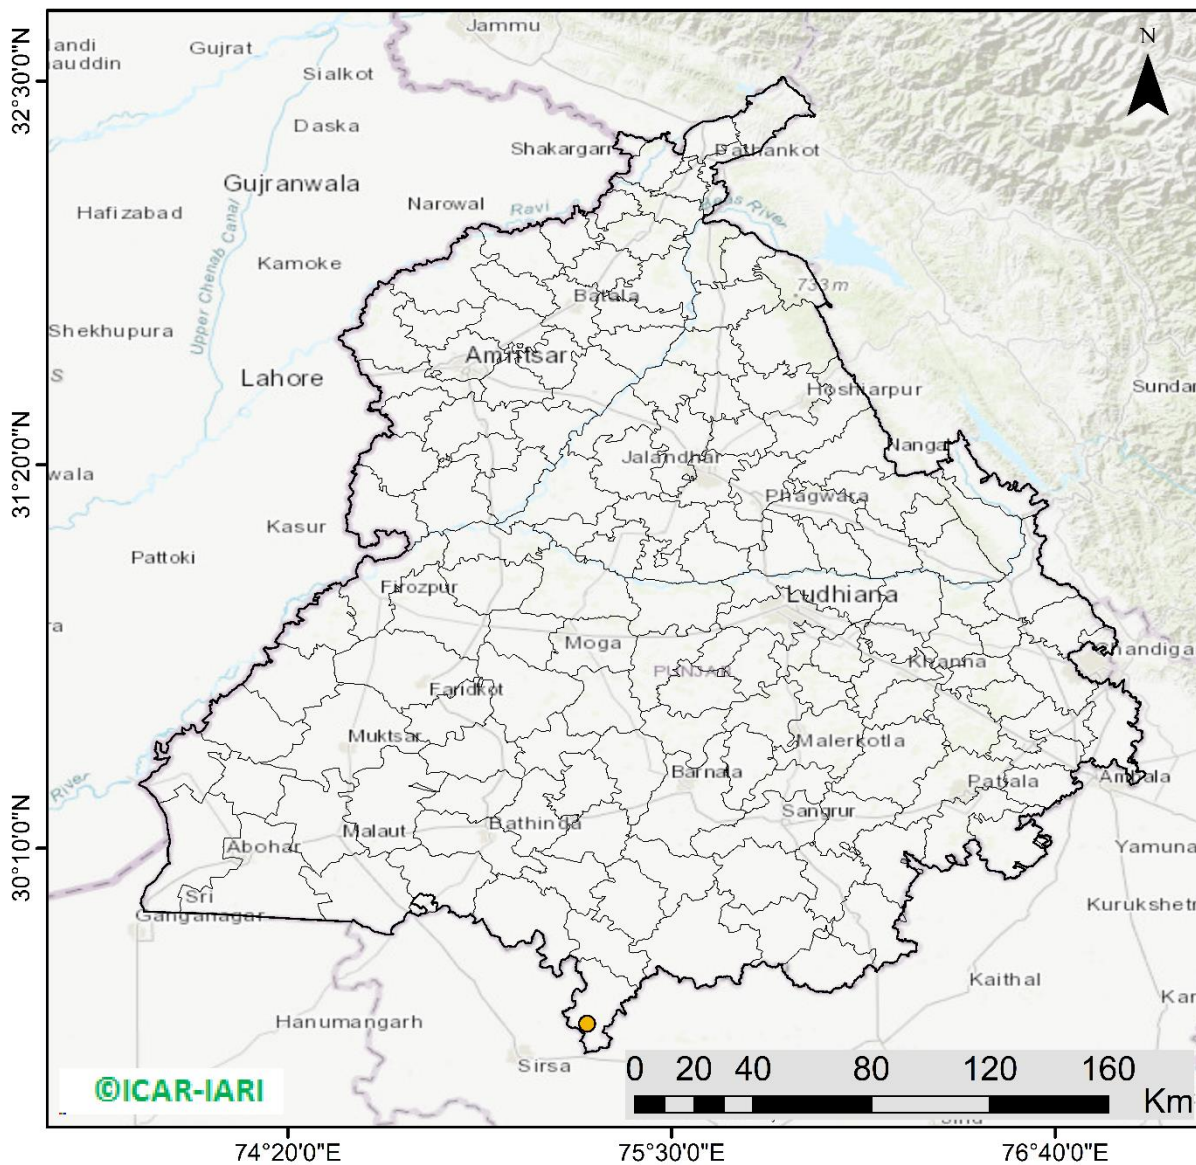 Jammu
N
32°30'0"N
andi
auddin
Gujrat
Sialkot
Daska
Shakargarh
Pathankot
Gujranwala
Hafizabad
Narowal
Ravi
Beas River
Upper Chenab Canal
Kamoke
733 m
Batala
Shekhupura
Amritsar
Lahore
Hoshiarpur
Sundar
S
31°20'0"N
Nangal
Jalandhar
wala
Phagwara
Kasur
Pattoki
Firozpur
Ludhiana
ra
Moga
Chandiga
Khanna
PUNJAB
Faridkot
Muktsar
Malerkotla
River
Barnala
Patiala
Ambala
Sangrur
Bathinda
Malaut
Abohar
30°10'0"N
Yamuna
Sri
Ganganagar
Kurukshetr
Kaithal
Kar
Hanumangarh
Sirsa
0 20 40 80 120 160
Km
©ICAR-IARI
74°20'0"E 75°30'0"E 76°40'0"E